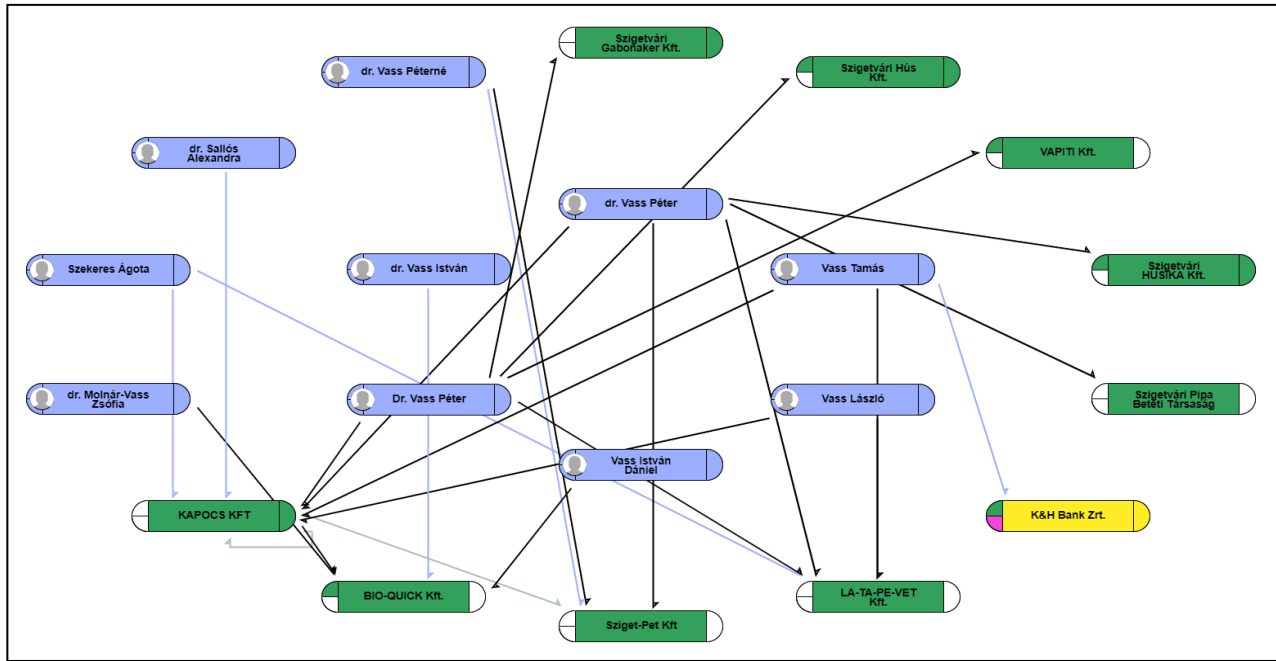 Szigetvári
Gabonaker Kft.
dr. Vass Péterné
Szigetvári Hús
Kft.
dr. Sallós
Alexandra
VAPITI Kft.
dr. Vass Péter
Szekeres Ágota
dr. Vass István
Vass Tamás
Szigetvári
HÚSIKA Kft.
dr. Molnár-Vass
Zsófia
Dr. Vass Péter
Vass László
Szigetvári Pipa
Betéti Társaság
Vass István
Dániel
KAPOCS KFT
K&H Bank Zrt.
BIO-QUICK Kft.
LA-TA-PE-VET
Kft.
Sziget-Pet Kft